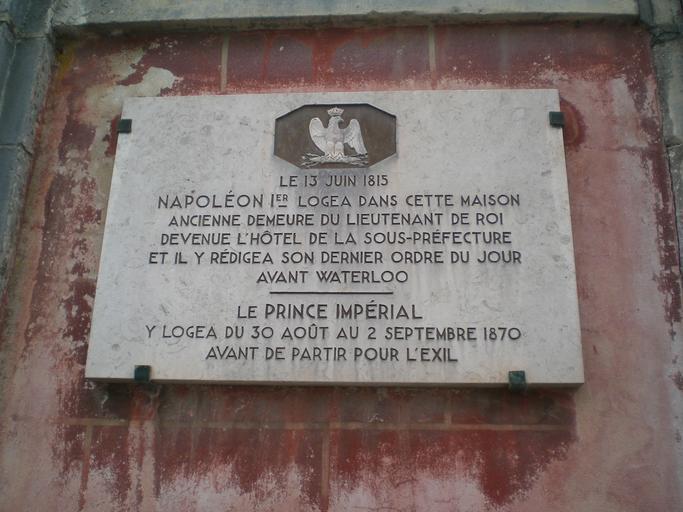 LE 13 JUIN 1815
NAPOLÉON IER LOGEA DANS CETTE MAISON
ANCIENNE DEMEURE DU LIEUTENANT DE ROI
DEVENUE L'HÔTEL DE LA SOUS-PRÉFECTURE
ET IL Y RÉDIGEA SON DERNIER ORDRE DU JOUR
AVANT WATERLOO
LE PRINCE IMPÉRIAL
Y LOGEA DU 30 AOÛT AU 2 SEPTEMBRE 1870
AVANT DE PARTIR POUR L'EXIL